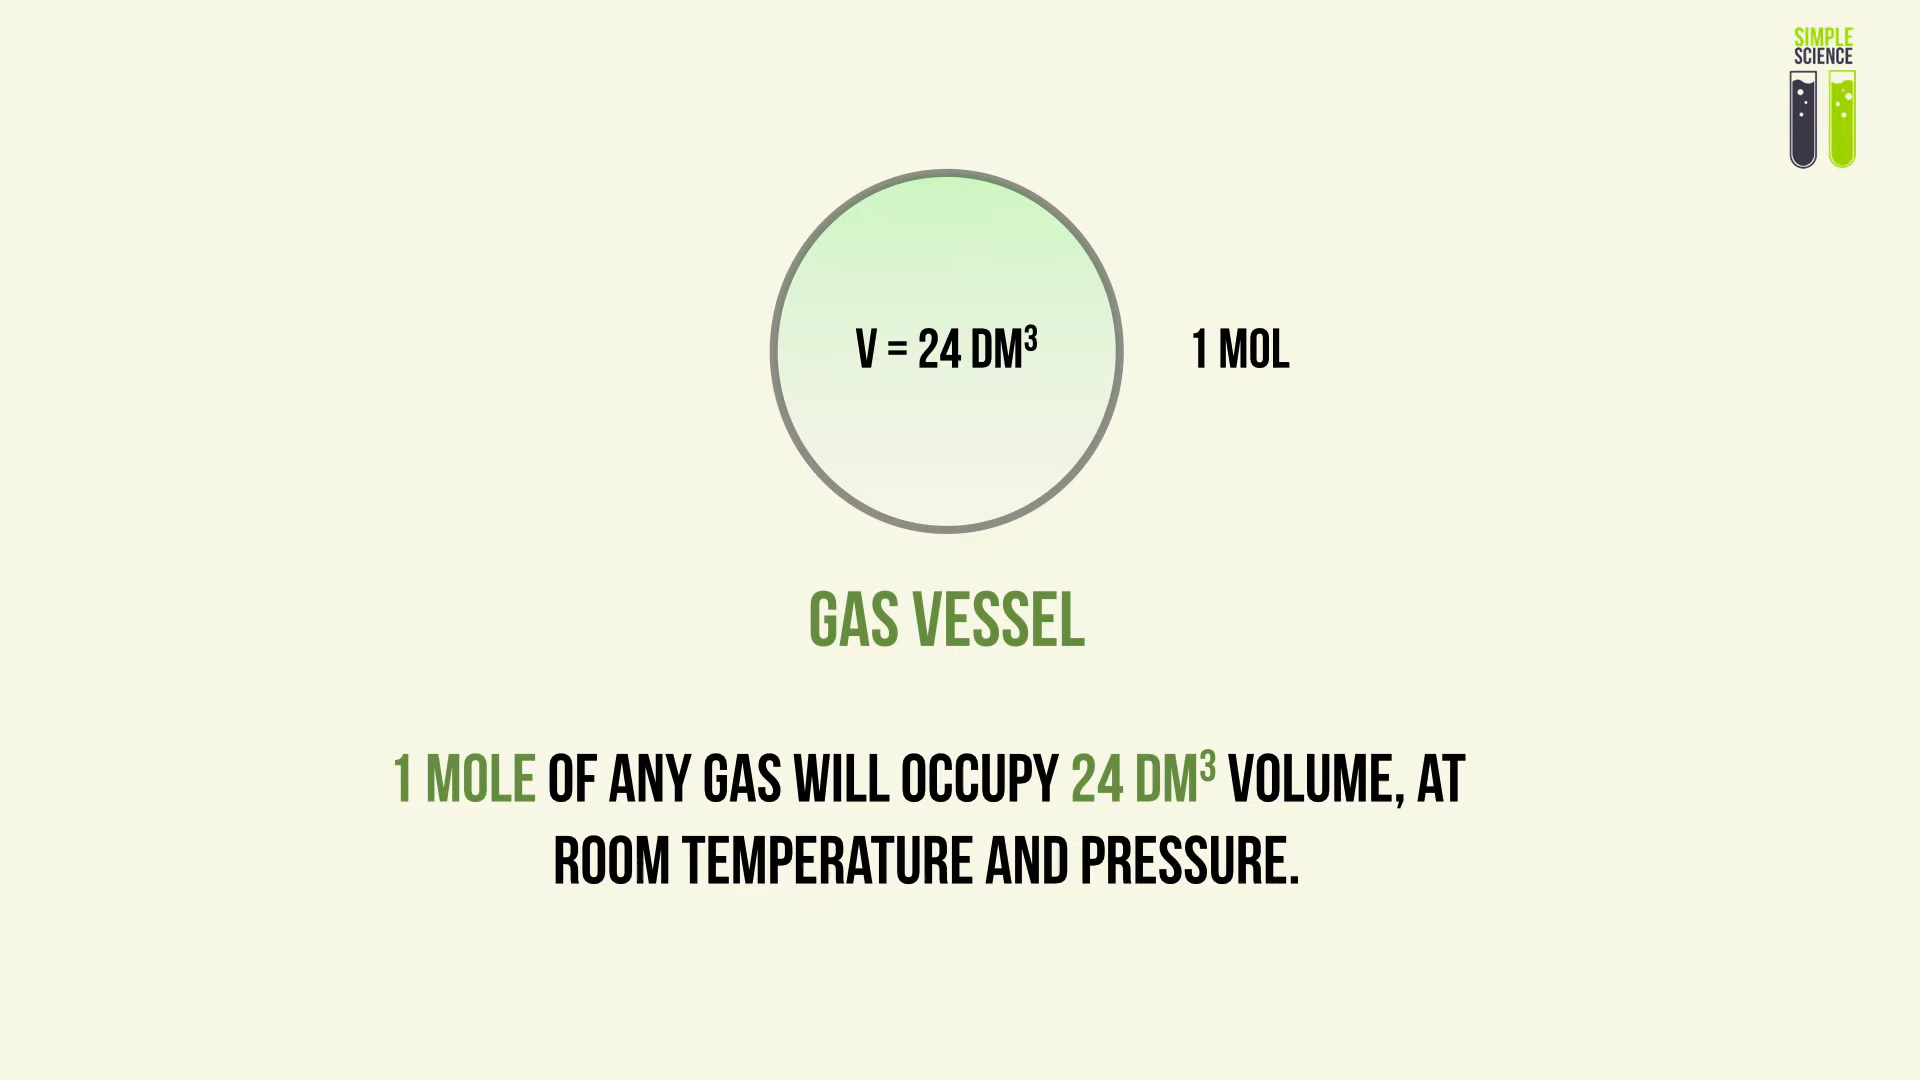 SIMPLE
SCIENCE
V = 24 DM³
1 MOL
GAS VESSEL
1 MOLE OF ANY GAS WILL OCCUPY 24 DM³ VOLUME, AT
ROOM TEMPERATURE AND PRESSURE.